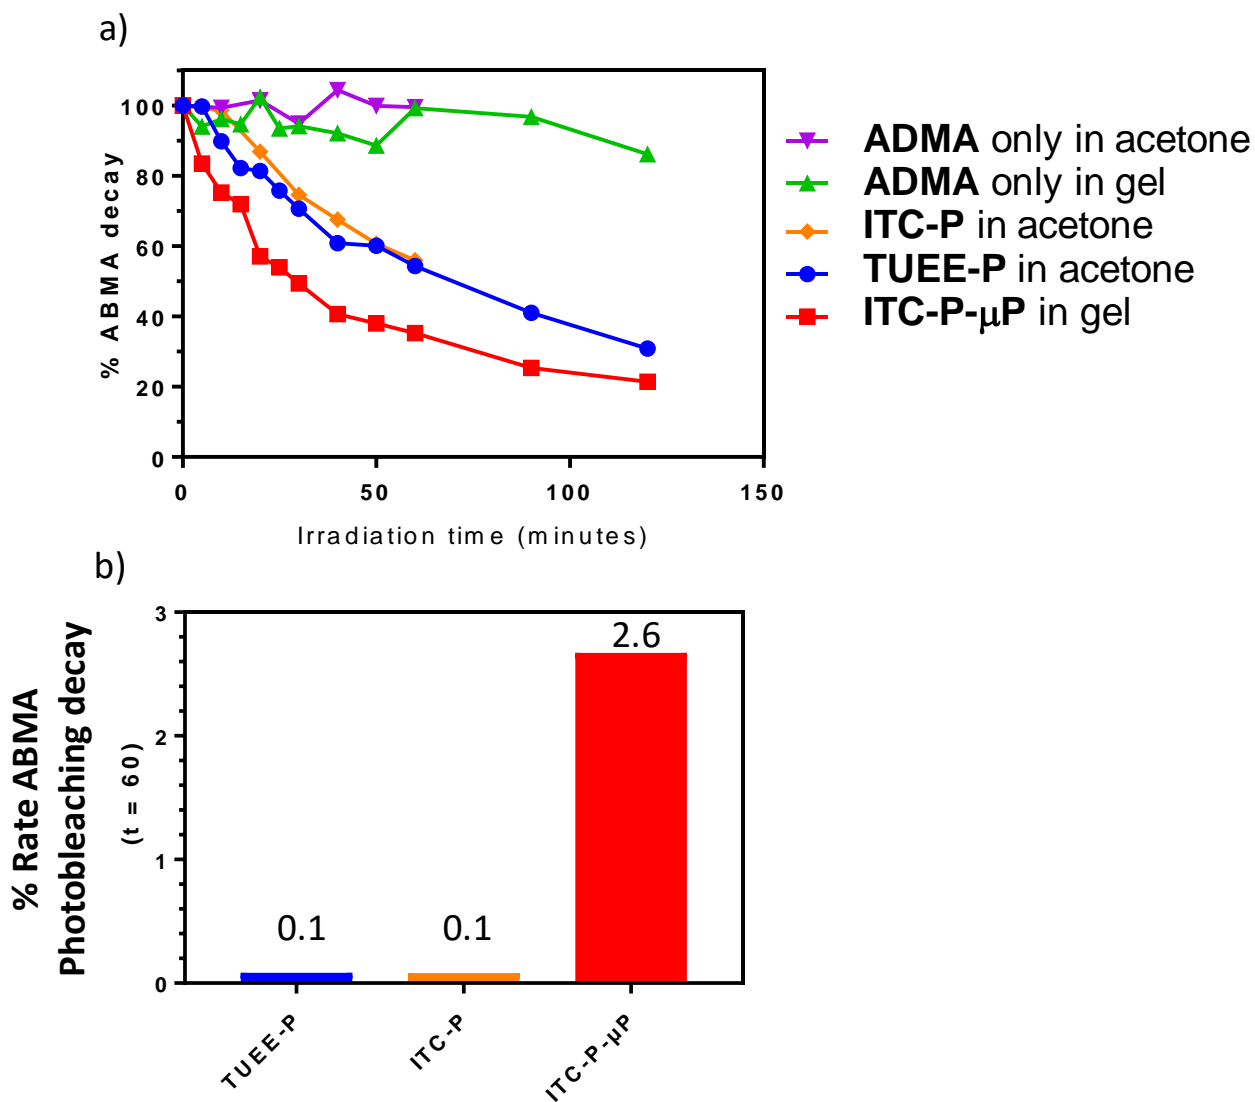 a)
100
80
60
40
20
0
% ABMA decay
0 50 100 150
Irradiation time (minutes)
ADMA only in acetone
ADMA only in gel
ITC-P in acetone
TUEE-P in acetone
ITC-P-μP in gel
b)
% Rate ABMA
Photobleaching decay
(t = 60)
3
2
1
0
0.1
0.1
2.6
TUEE-P
ITC-P
ITC-P-μP